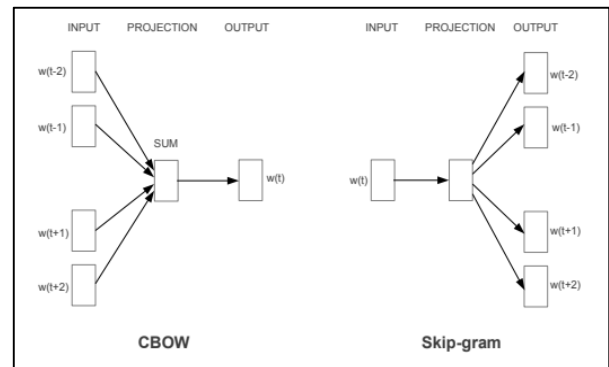 INPUT PROJECTION OUTPUT
w(t-2)
w(t-1)
SUM
w(t)
w(t+1)
w(t+2)
CBOW
INPUT PROJECTION OUTPUT
w(t-2)
w(t-1)
w(t)
w(t+1)
w(t+2)
Skip-gram